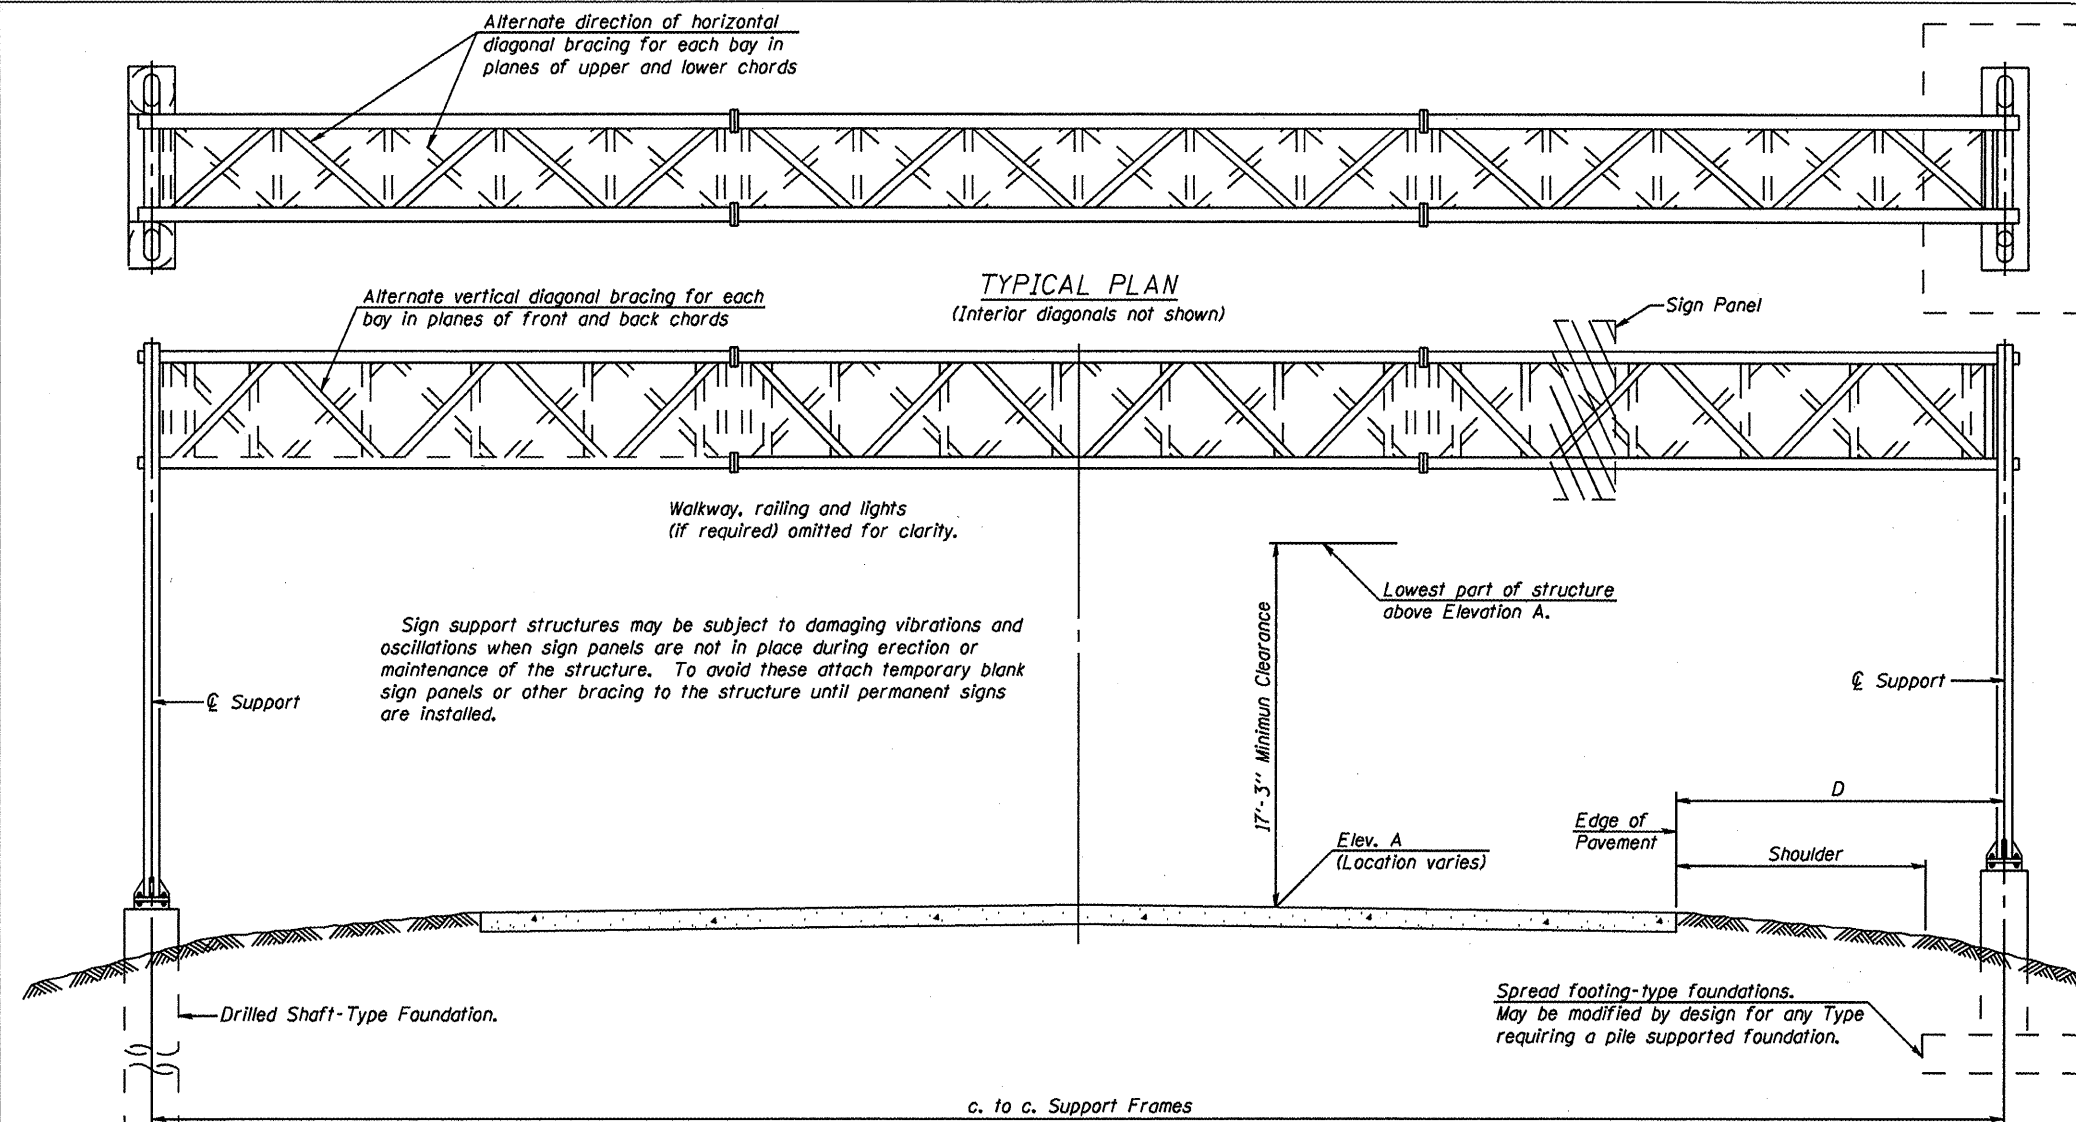 Alternate direction of horizontal
diagonal bracing for each bay in
planes of upper and lower chords
TYPICAL PLAN
(Interior diagonals not shown)
Alternate vertical diagonal bracing for each
bay in planes of front and back chords
Sign Panel
Walkway, railing and lights
(if required) omitted for clarity.
Lowest part of structure
above Elevation A.
17'-3" Minimun Clearance
Sign support structures may be subject to damaging vibrations and
oscillations when sign panels are not in place during erection or
maintenance of the structure. To avoid these attach temporary blank
sign panels or other bracing to the structure until permanent signs
are installed.
℄ Support
℄ Support
D
Edge of
Pavement
Shoulder
Elev. A
(Location varies)
Drilled Shaft-Type Foundation.
Spread footing-type foundations.
May be modified by design for any Type
requiring a pile supported foundation.
c. to c. Support Frames